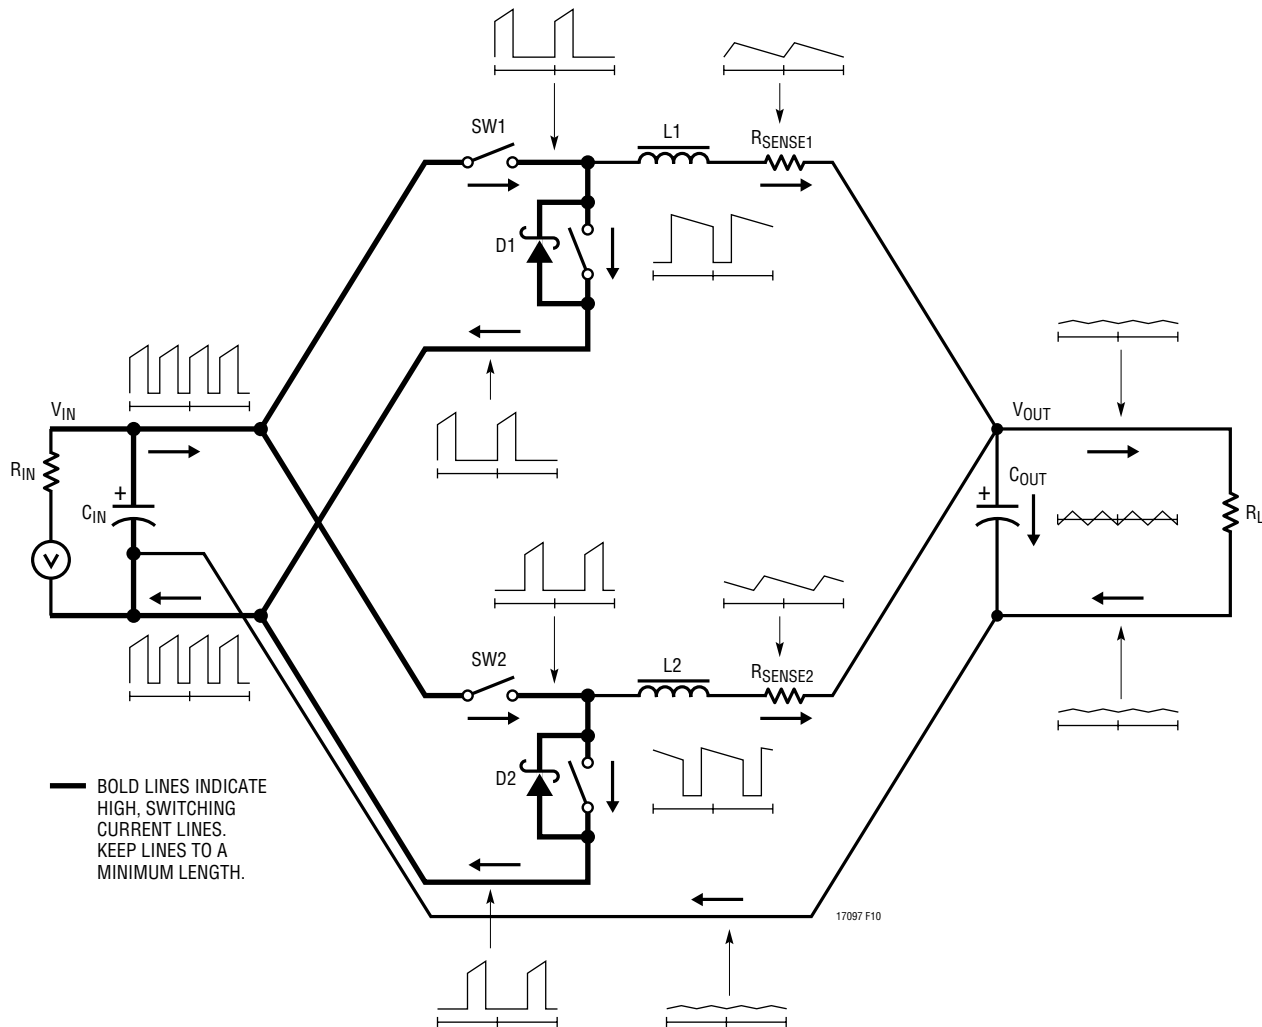 SW1
L1
RSENSE1
D1
VIN
RIN
+
CIN
V
VOUT
COUT
+
RL
SW2
L2
RSENSE2
D2
BOLD LINES INDICATE
HIGH, SWITCHING
CURRENT LINES.
KEEP LINES TO A
MINIMUM LENGTH.
17097 F10